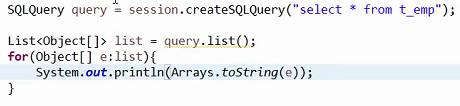 SQLQuery query = session.createSQLQuery("select * from t_emp");
List<Object[]> list = query.list();
for(Object[] e:list){
System.out.println(Arrays.toString(e));
}